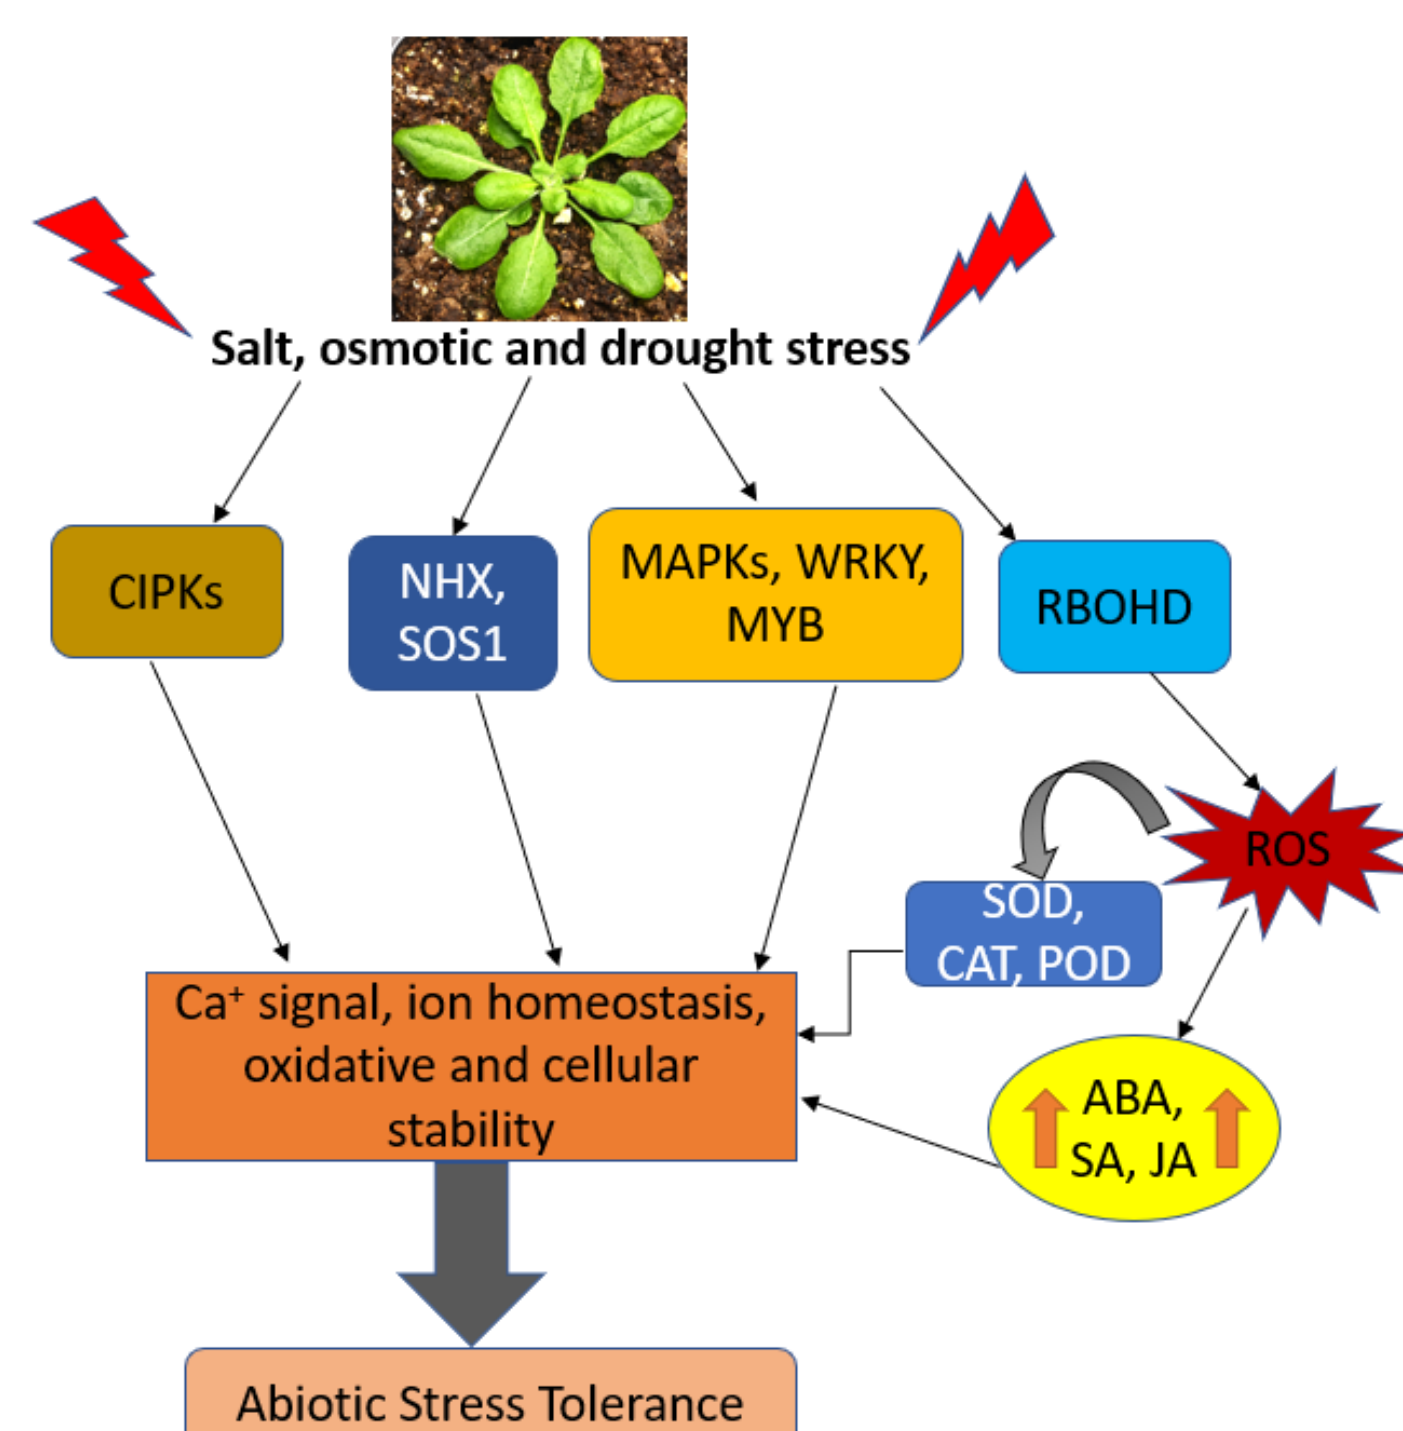 Salt, osmotic and drought stress
CIPKs
NHX,
SOS1
MAPKs, WRKY,
MYB
RBOHD
ROS
SOD,
CAT, POD
Ca⁺ signal, ion homeostasis,
oxidative and cellular
stability
ABA,
SA, JA
Abiotic Stress Tolerance